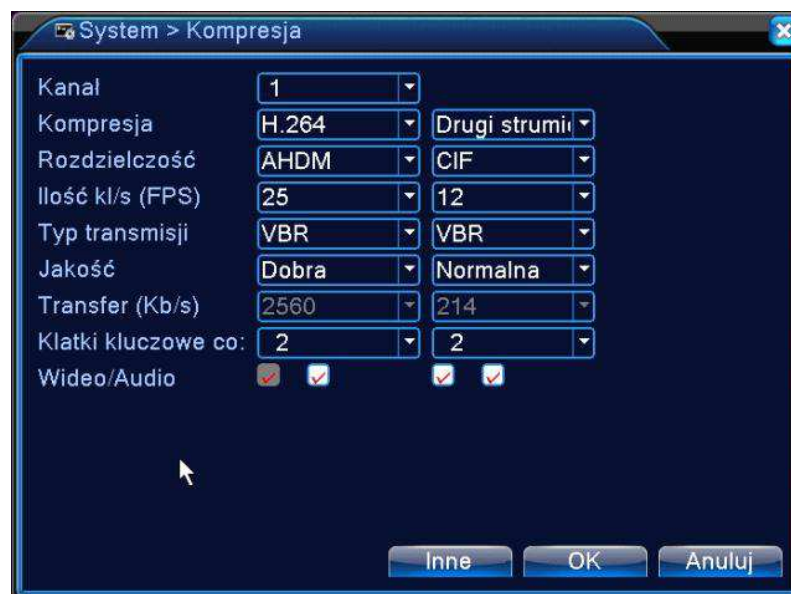 System > Kompresja
Kanał 1
Kompresja H.264 Drugi strumi
Rozdzielczość AHDM CIF
Ilość kl/s (FPS) 25 12
Typ transmisji VBR VBR
Jakość Dobra Normalna
Transfer (Kb/s) 2560 214
Klatki kluczowe co: 2 2
Wideo/Audio
Inne OK Anuluj